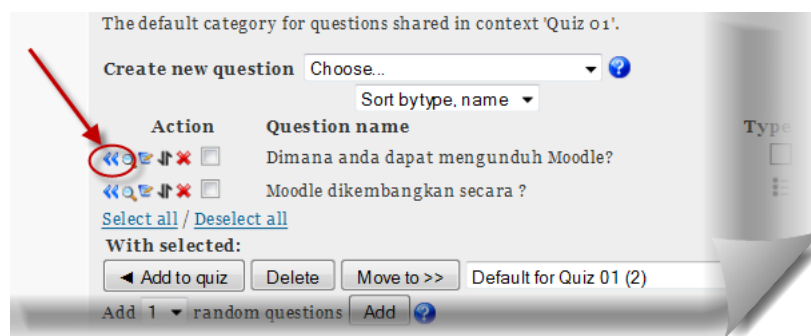 The default category for questions shared in context 'Quiz 01'.
Create new question Choose...
Sort bytype, name
Action Question name Type
Dimana anda dapat mengunduh Moodle?
Moodle dikembangkan secara ?
Select all / Deselect all
With selected:
◄ Add to quiz Delete Move to >> Default for Quiz 01 (2)
Add 1 random questions Add